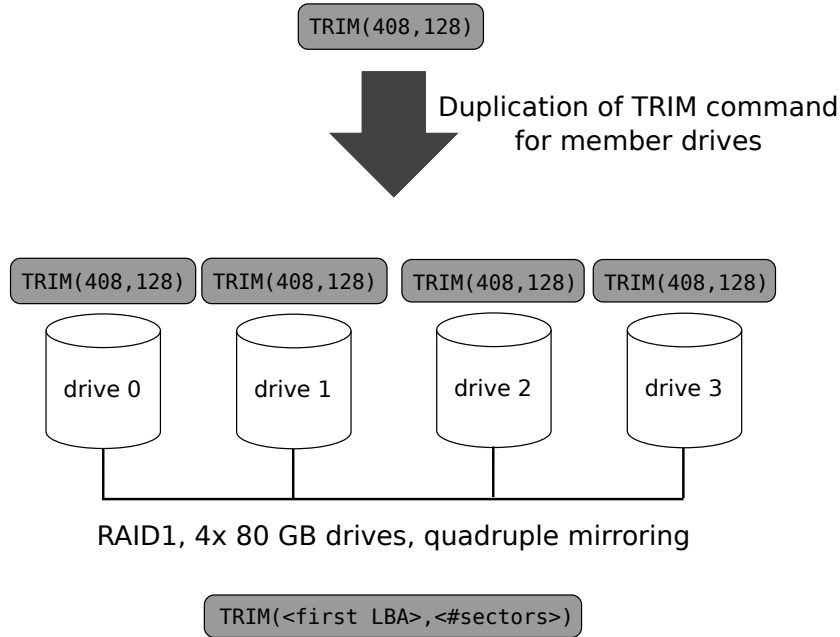 TRIM(408,128)
Duplication of TRIM command
for member drives
TRIM(408,128) TRIM(408,128) TRIM(408,128) TRIM(408,128)
drive 0 drive 1 drive 2 drive 3
RAID1, 4x 80 GB drives, quadruple mirroring
TRIM(<first LBA>,<#sectors>)